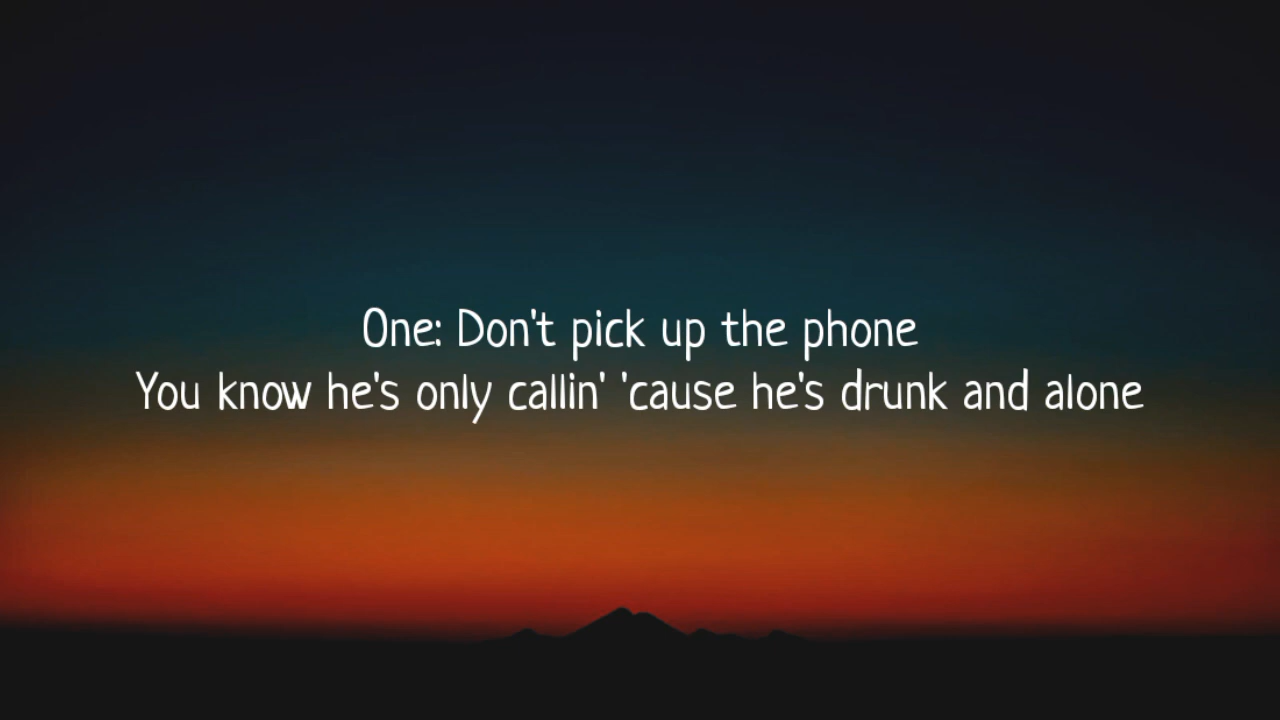 One: Don't pick up the phone
You know he's only callin' 'cause he's drunk and alone